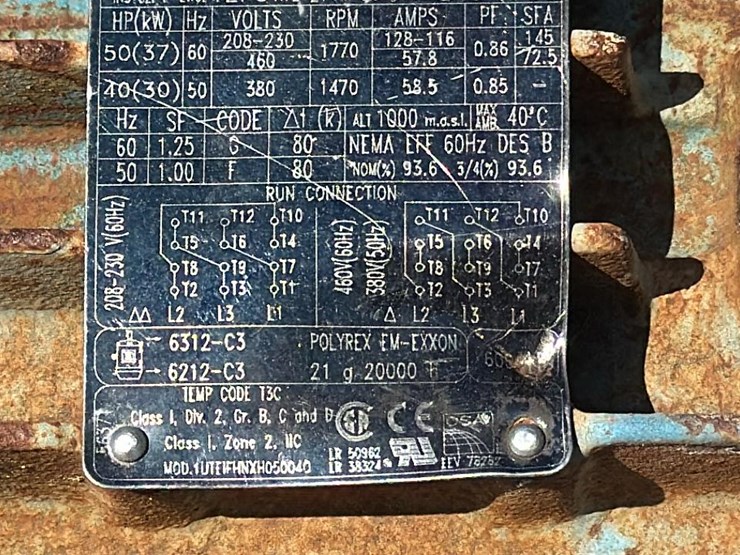 HP(kW) Hz VOLTS RPM AMPS PF SFA
50(37) 60 208-230 1770 128-116 0.86 145
460 57.8 72.5
40(30) 50 380 1470 58.5 0.85 -
Hz SF CODE Δt (k) ALT 1000 m.a.s.l. MAX AMB. 40°C
60 1.25 G 80 NEMA EFF 60Hz DES B
50 1.00 F 80 NOM(%) 93.6 3/4(%) 93.6
RUN CONNECTION
208-230 V(60Hz) 460V(60Hz) 380V(50Hz)
T11 T12 T10 T11 T12 T10
T5 T6 T4 T5 T6 T4
T8 T9 T7 T8 T9 T7
T2 T3 T1 T2 T3 T1
ΔΔ L2 L3 L1 Δ L2 L3 L1
6312-C3 POLYREX EM-EXXON
6212-C3 21 g 20000
TEMP CODE T3C
Class I, Div. 2, Gr. B, C and D
Class I, Zone 2, IIC
MOD.1UTEIFHNXH050040
LR 50962
LR 38324
SA CE UR CSA
EEV 78282